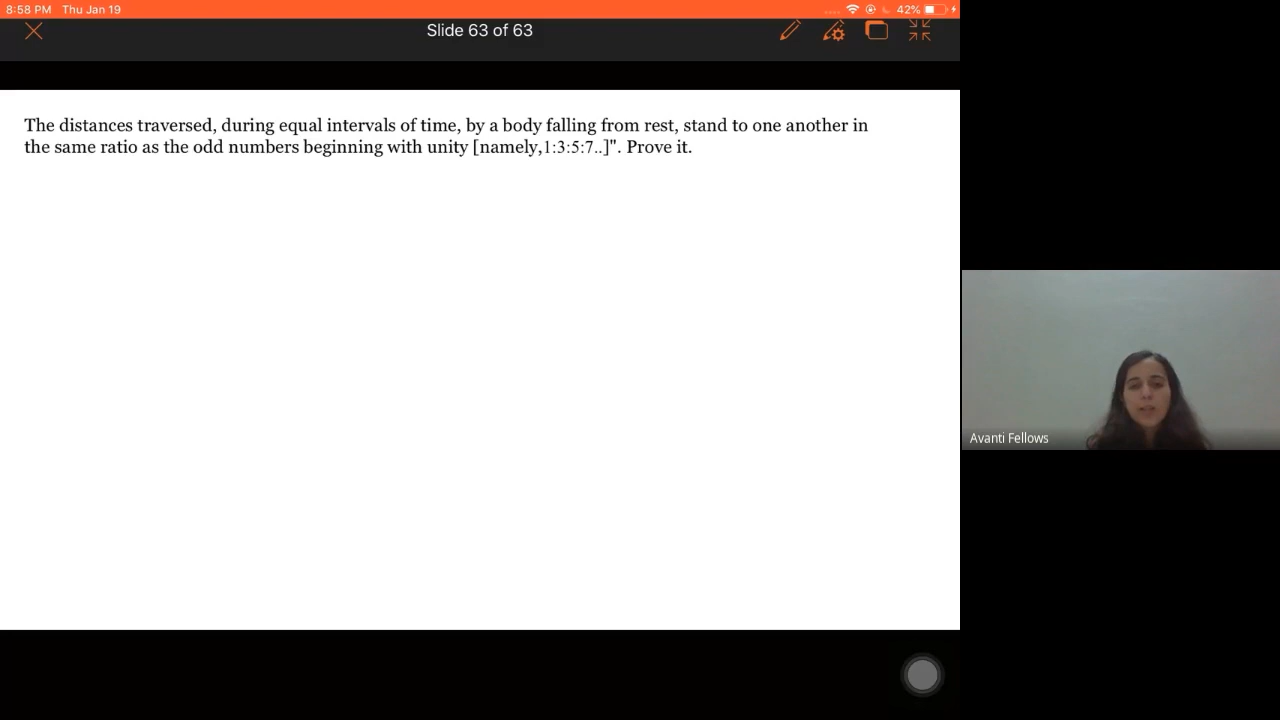 8:58 PM Thu Jan 19
42%
Slide 63 of 63
The distances traversed, during equal intervals of time, by a body falling from rest, stand to one another in
the same ratio as the odd numbers beginning with unity [namely,1:3:5:7..]". Prove it.
Avanti Fellows